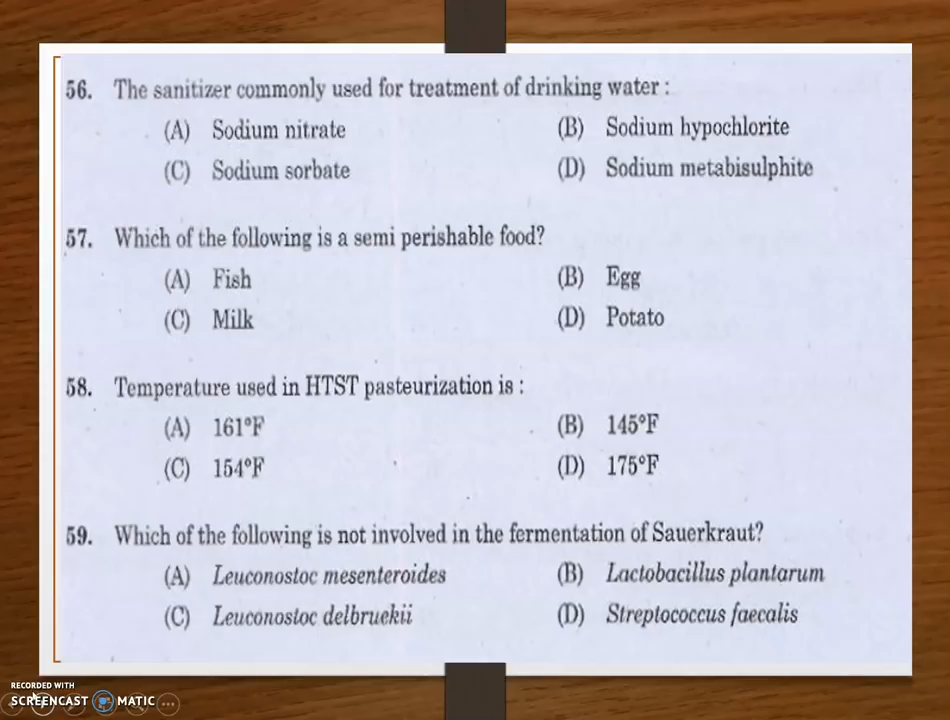 56. The sanitizer commonly used for treatment of drinking water :
(A) Sodium nitrate (B) Sodium hypochlorite
(C) Sodium sorbate (D) Sodium metabisulphite
57. Which of the following is a semi perishable food?
(A) Fish (B) Egg
(C) Milk (D) Potato
58. Temperature used in HTST pasteurization is :
(A) 161°F (B) 145°F
(C) 154°F (D) 175°F
59. Which of the following is not involved in the fermentation of Sauerkraut?
(A) Leuconostoc mesenteroides (B) Lactobacillus plantarum
(C) Leuconostoc delbruekii (D) Streptococcus faecalis
RECORDED WITH
SCREENCAST MATIC